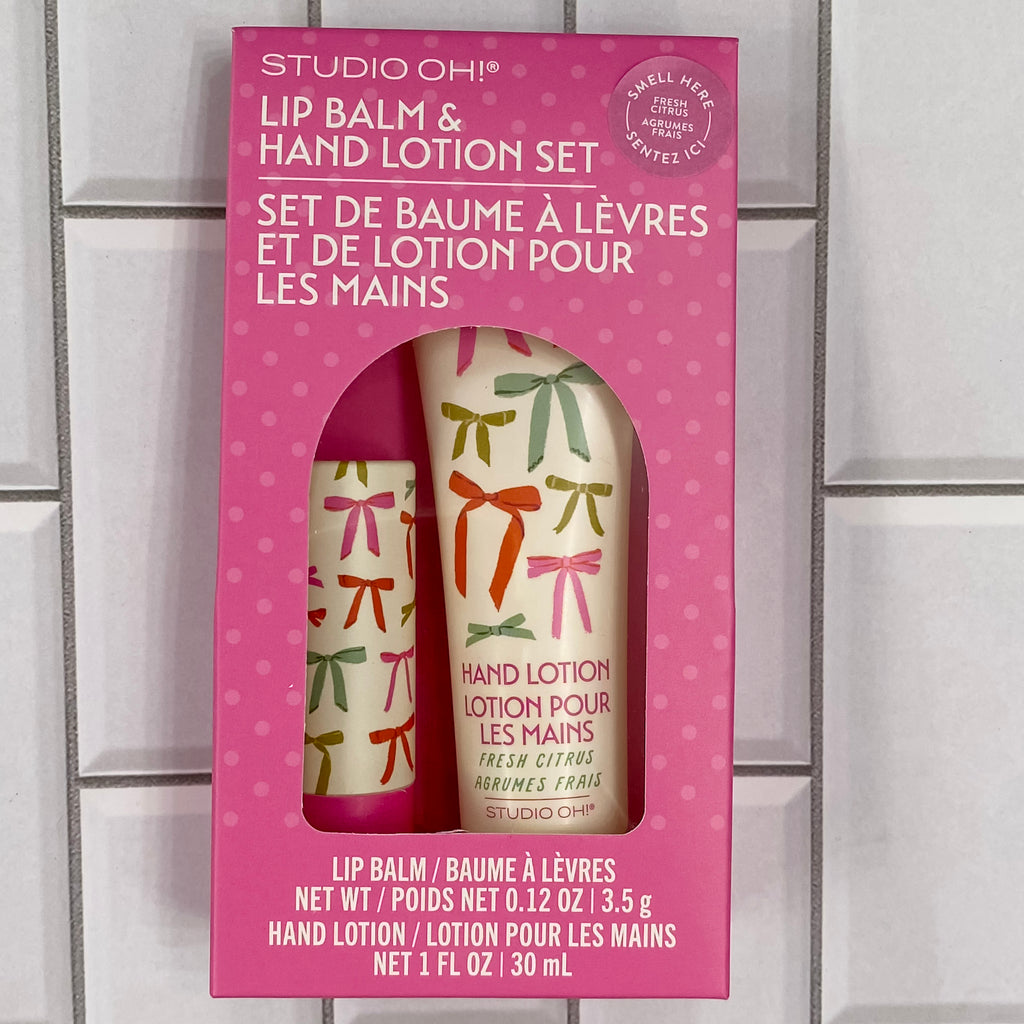 STUDIO OH!®
LIP BALM &
HAND LOTION SET
SET DE BAUME À LÈVRES
ET DE LOTION POUR
LES MAINS
SMELL HERE
FRESH
CITRUS
AGRUMES
FRAIS
SENTEZ ICI
HAND LOTION
LOTION POUR
LES MAINS
FRESH CITRUS
AGRUMES FRAIS
STUDIO OH!®
LIP BALM / BAUME À LÈVRES
NET WT / POIDS NET 0.12 OZ | 3.5 g
HAND LOTION / LOTION POUR LES MAINS
NET 1 FL OZ | 30 mL